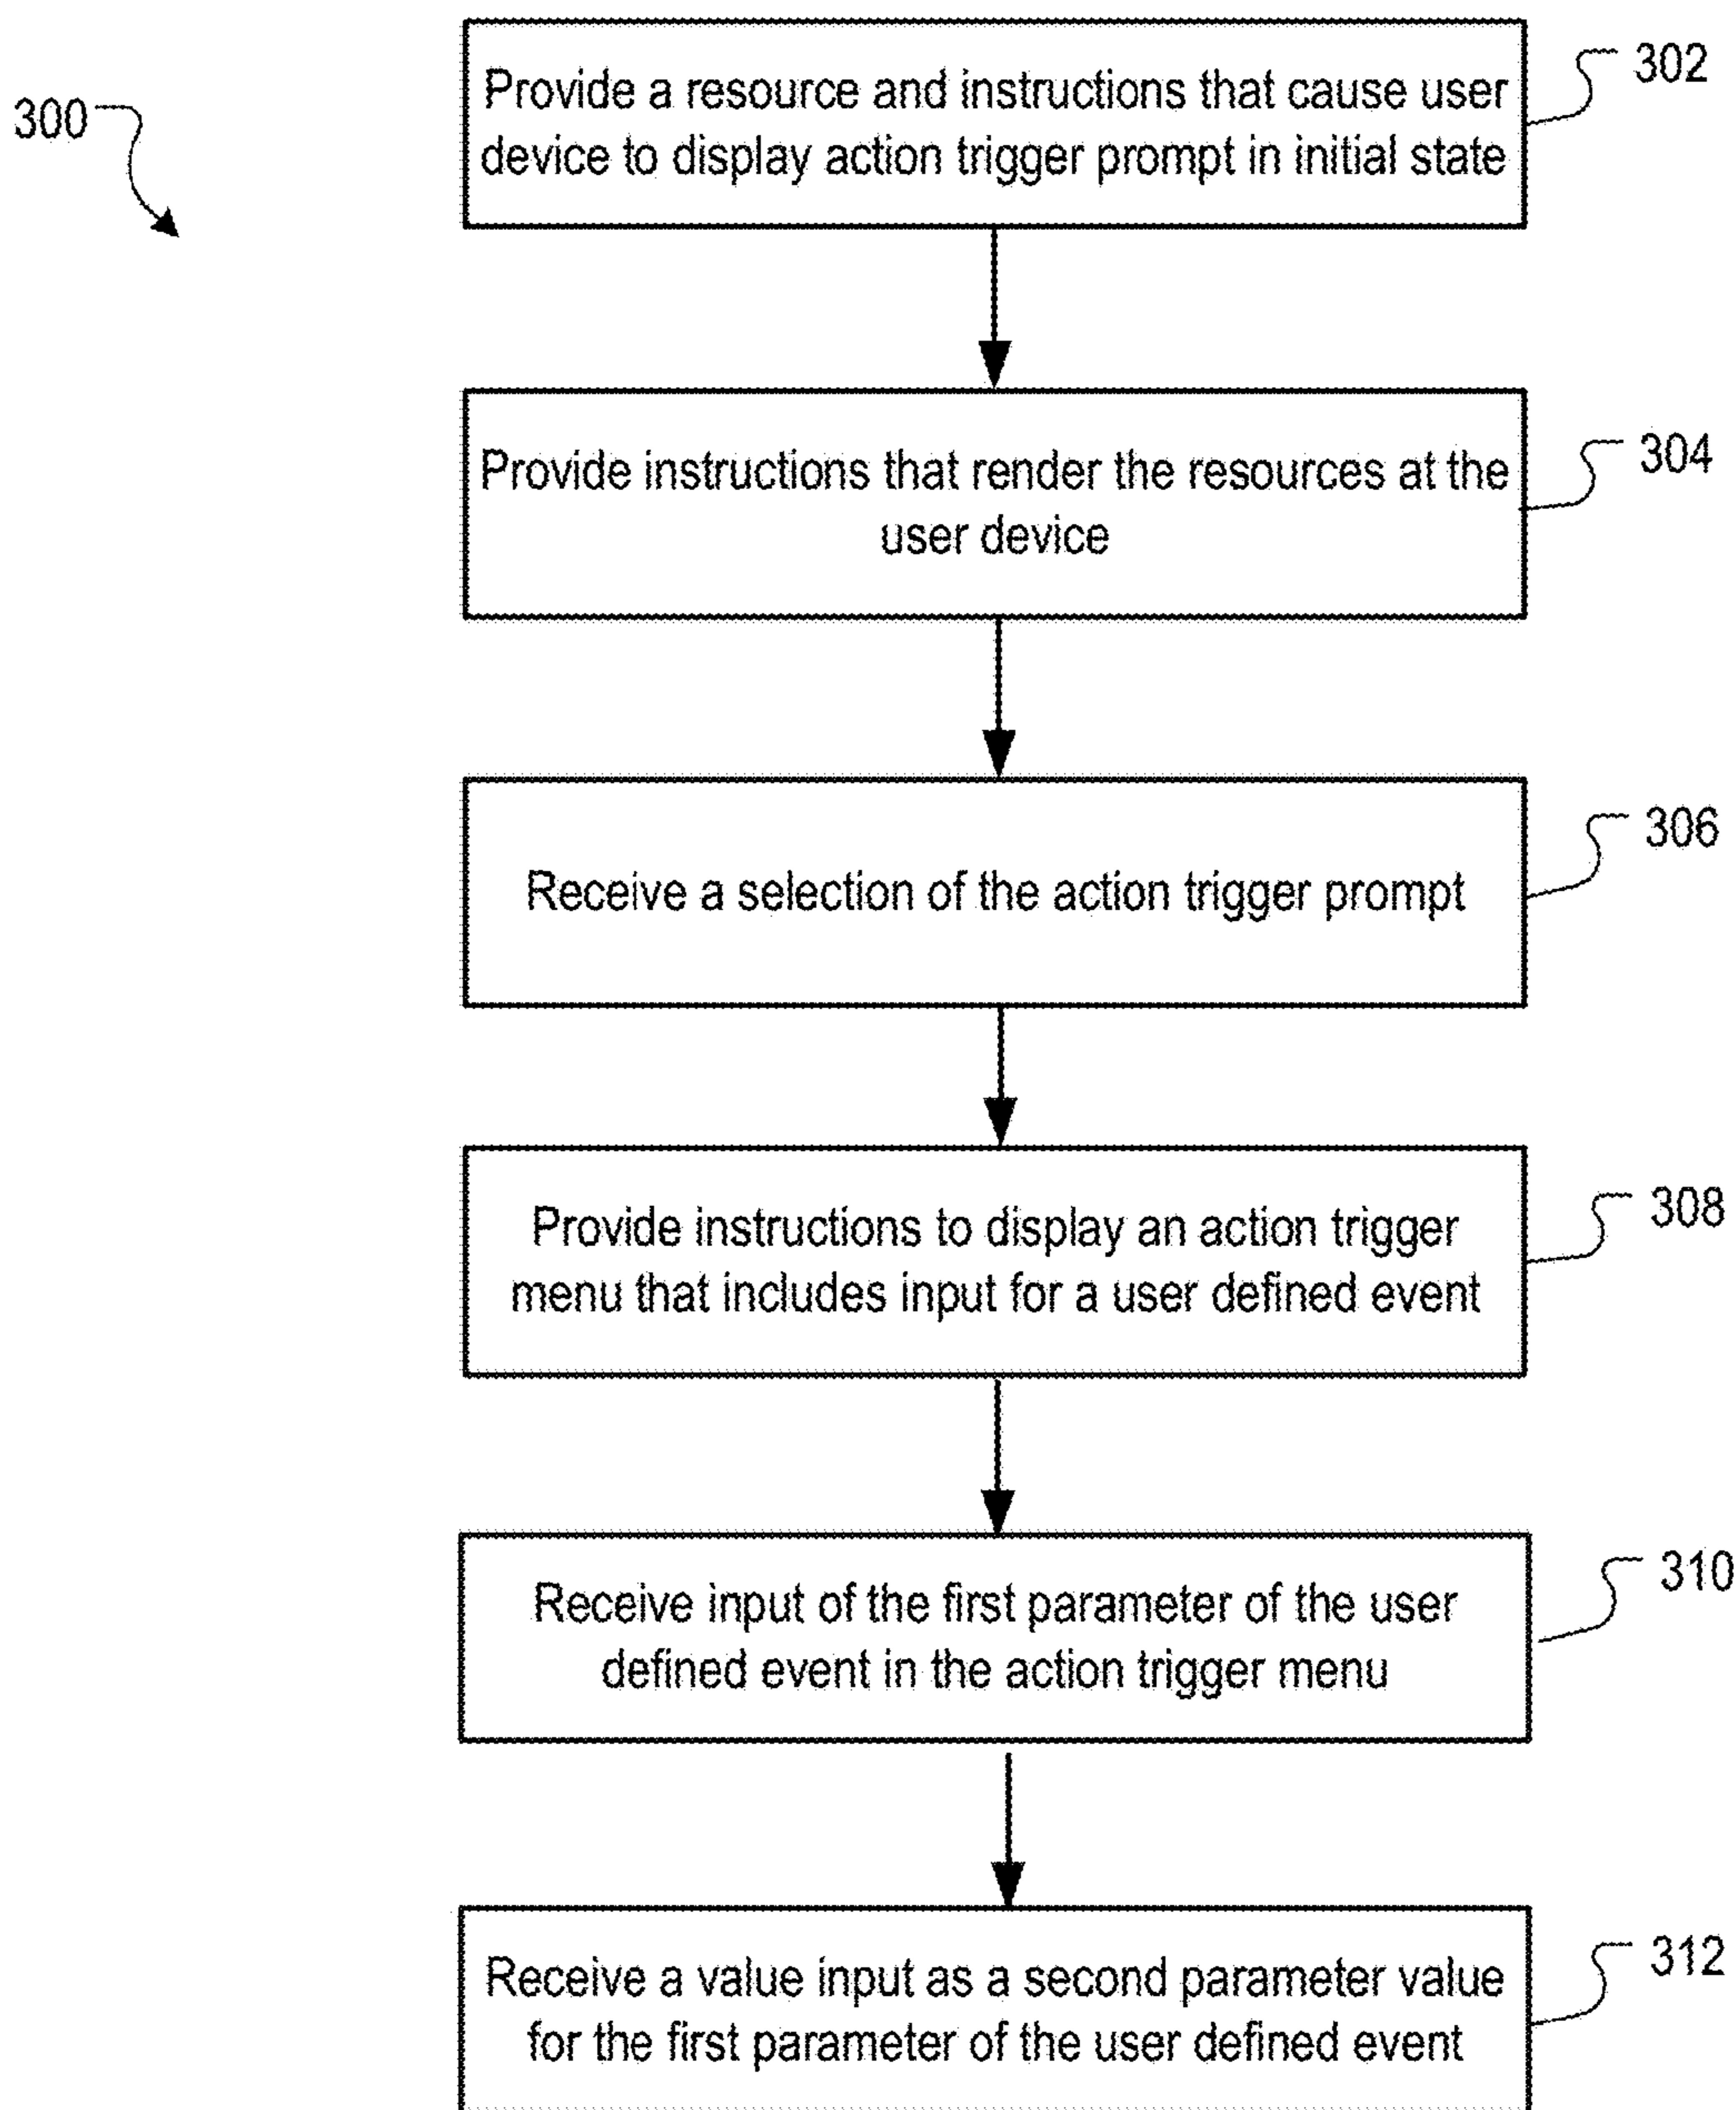 300
Provide a resource and instructions that cause user
device to display action trigger prompt in initial state
302
Provide instructions that render the resources at the
user device
304
Receive a selection of the action trigger prompt
306
Provide instructions to display an action trigger
menu that includes input for a user defined event
308
Receive input of the first parameter of the user
defined event in the action trigger menu
310
Receive a value input as a second parameter value
for the first parameter of the user defined event
312